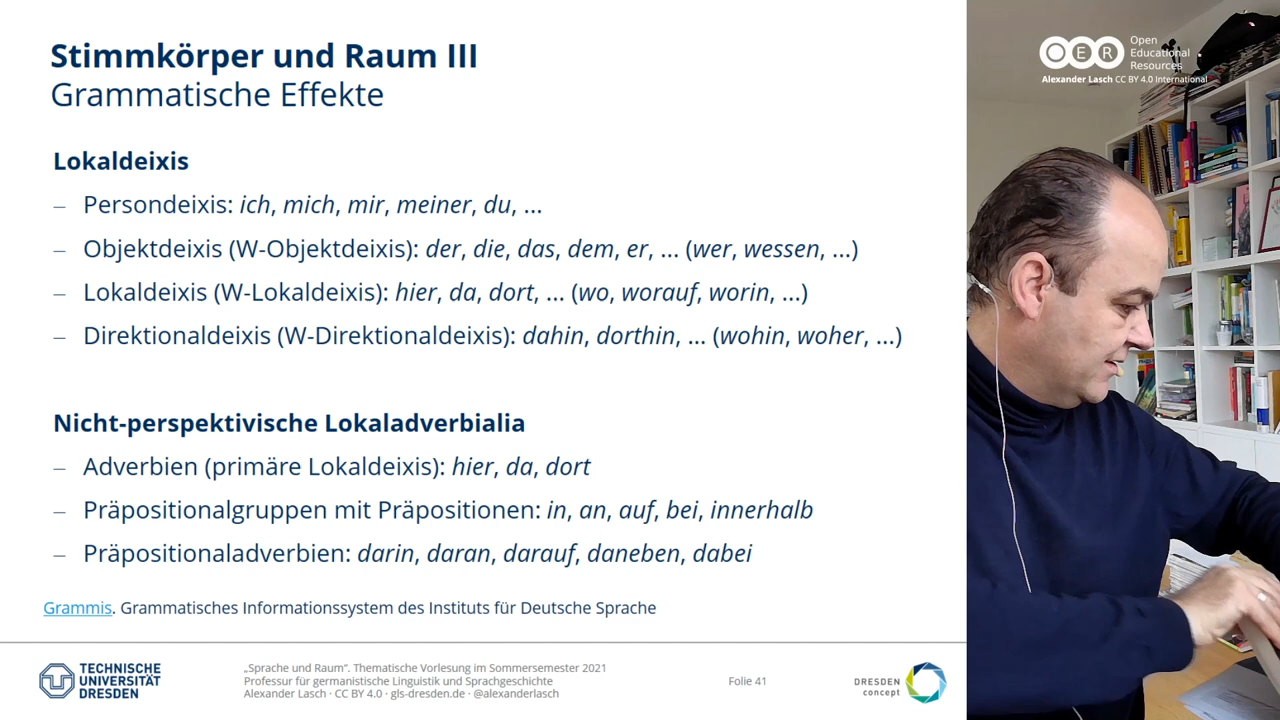 Stimmkörper und Raum III
Grammatische Effekte
Lokaldeixis
– Persondeixis: ich, mich, mir, meiner, du, ...
– Objektdeixis (W-Objektdeixis): der, die, das, dem, er, ... (wer, wessen, ...)
– Lokaldeixis (W-Lokaldeixis): hier, da, dort, ... (wo, worauf, worin, ...)
– Direktionaldeixis (W-Direktionaldeixis): dahin, dorthin, ... (wohin, woher, ...)
Nicht-perspektivische Lokaladverbialia
– Adverbien (primäre Lokaldeixis): hier, da, dort
– Präpositionalgruppen mit Präpositionen: in, an, auf, bei, innerhalb
– Präpositionaladverbien: darin, daran, darauf, daneben, dabei
Grammis. Grammatisches Informationssystem des Instituts für Deutsche Sprache
TECHNISCHE
UNIVERSITÄT
DRESDEN
„Sprache und Raum“. Thematische Vorlesung im Sommersemester 2021
Professur für germanistische Linguistik und Sprachgeschichte
Alexander Lasch · CC BY 4.0 · gls-dresden.de · @alexanderlasch
Folie 41
DRESDEN
concept
OER
Open
Educational
Resources
Alexander Lasch CC BY 4.0 International